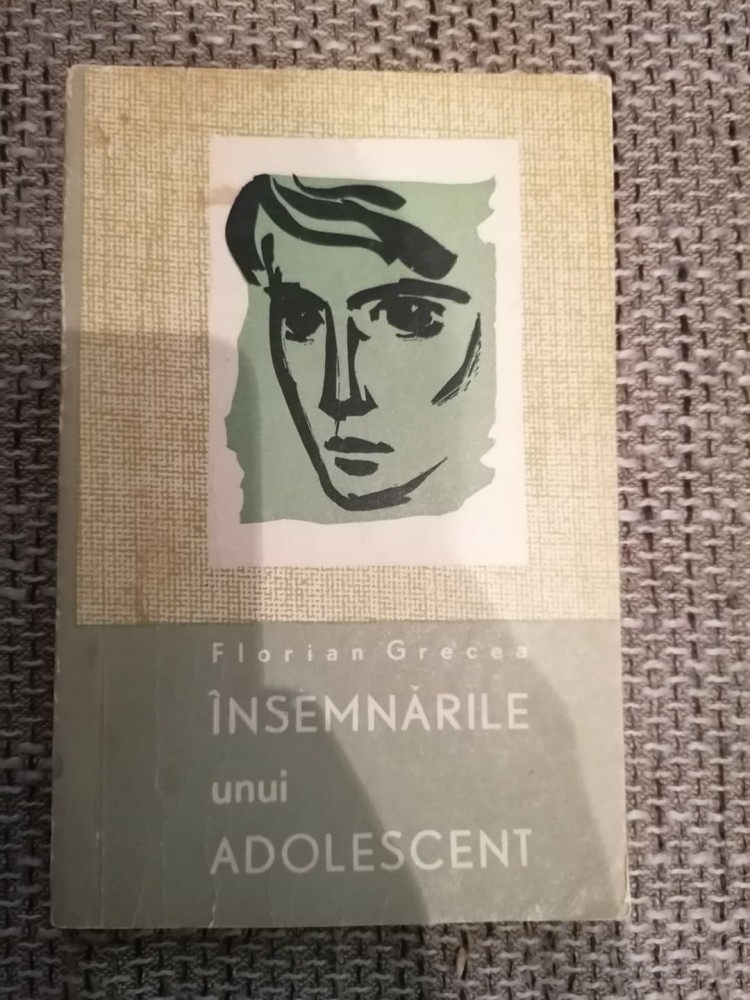 Florian Grecea
ÎNSEMNĂRILE
unui
ADOLESCENT